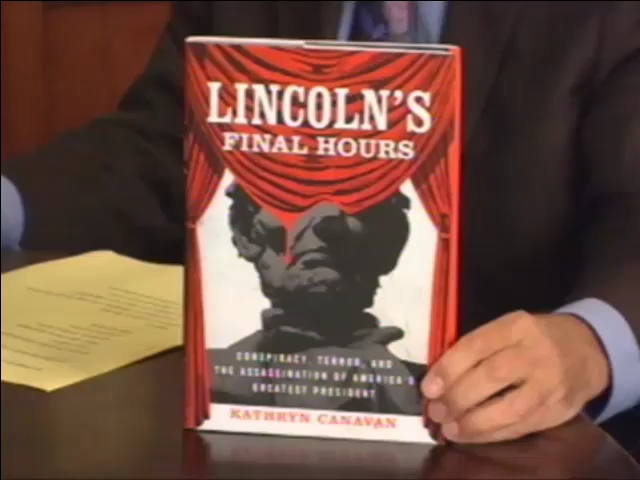 LINCOLN'S
FINAL HOURS
CONSPIRACY, TERROR, AND
THE ASSASSINATION OF AMERICA'S
GREATEST PRESIDENT
KATHRYN CANAVAN